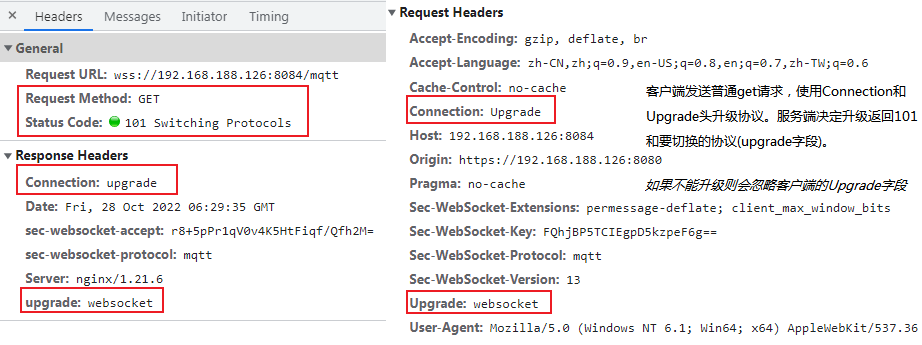 × Headers Messages Initiator Timing
▼ General
Request URL: wss://192.168.188.126:8084/mqtt
Request Method: GET
Status Code: 101 Switching Protocols
▼ Response Headers
Connection: upgrade
Date: Fri, 28 Oct 2022 06:29:35 GMT
sec-websocket-accept: r8+5pPr1qV0v4K5HtFiqf/Qfh2M=
sec-websocket-protocol: mqtt
Server: nginx/1.21.6
upgrade: websocket
▼ Request Headers
Accept-Encoding: gzip, deflate, br
Accept-Language: zh-CN,zh;q=0.9,en-US;q=0.8,en;q=0.7,zh-TW;q=0.6
Cache-Control: no-cache
Connection: Upgrade
Host: 192.168.188.126:8084
Origin: https://192.168.188.126:8080
Pragma: no-cache
Sec-WebSocket-Extensions: permessage-deflate; client_max_window_bits
Sec-WebSocket-Key: FQhjBP5TCIEgpD5kzpeF6g==
Sec-WebSocket-Protocol: mqtt
Sec-WebSocket-Version: 13
Upgrade: websocket
User-Agent: Mozilla/5.0 (Windows NT 6.1; Win64; x64) AppleWebKit/537.36
客户端发送普通get请求，使用Connection和
Upgrade头升级协议。服务端决定升级返回101
和要切换的协议(upgrade字段)。
如果不能升级则会忽略客户端的Upgrade字段